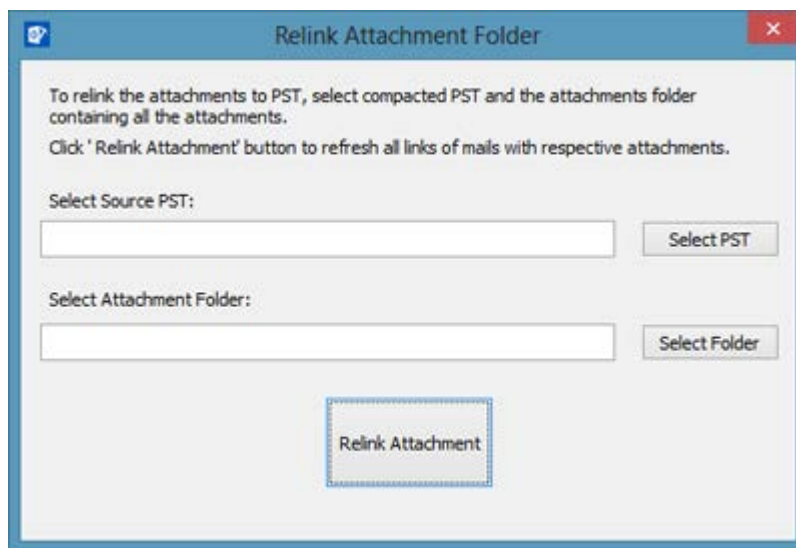 Relink Attachment Folder
To relink the attachments to PST, select compacted PST and the attachments folder
containing all the attachments.
Click ' Relink Attachment' button to refresh all links of mails with respective attachments.
Select Source PST:
Select PST
Select Attachment Folder:
Select Folder
Relink Attachment